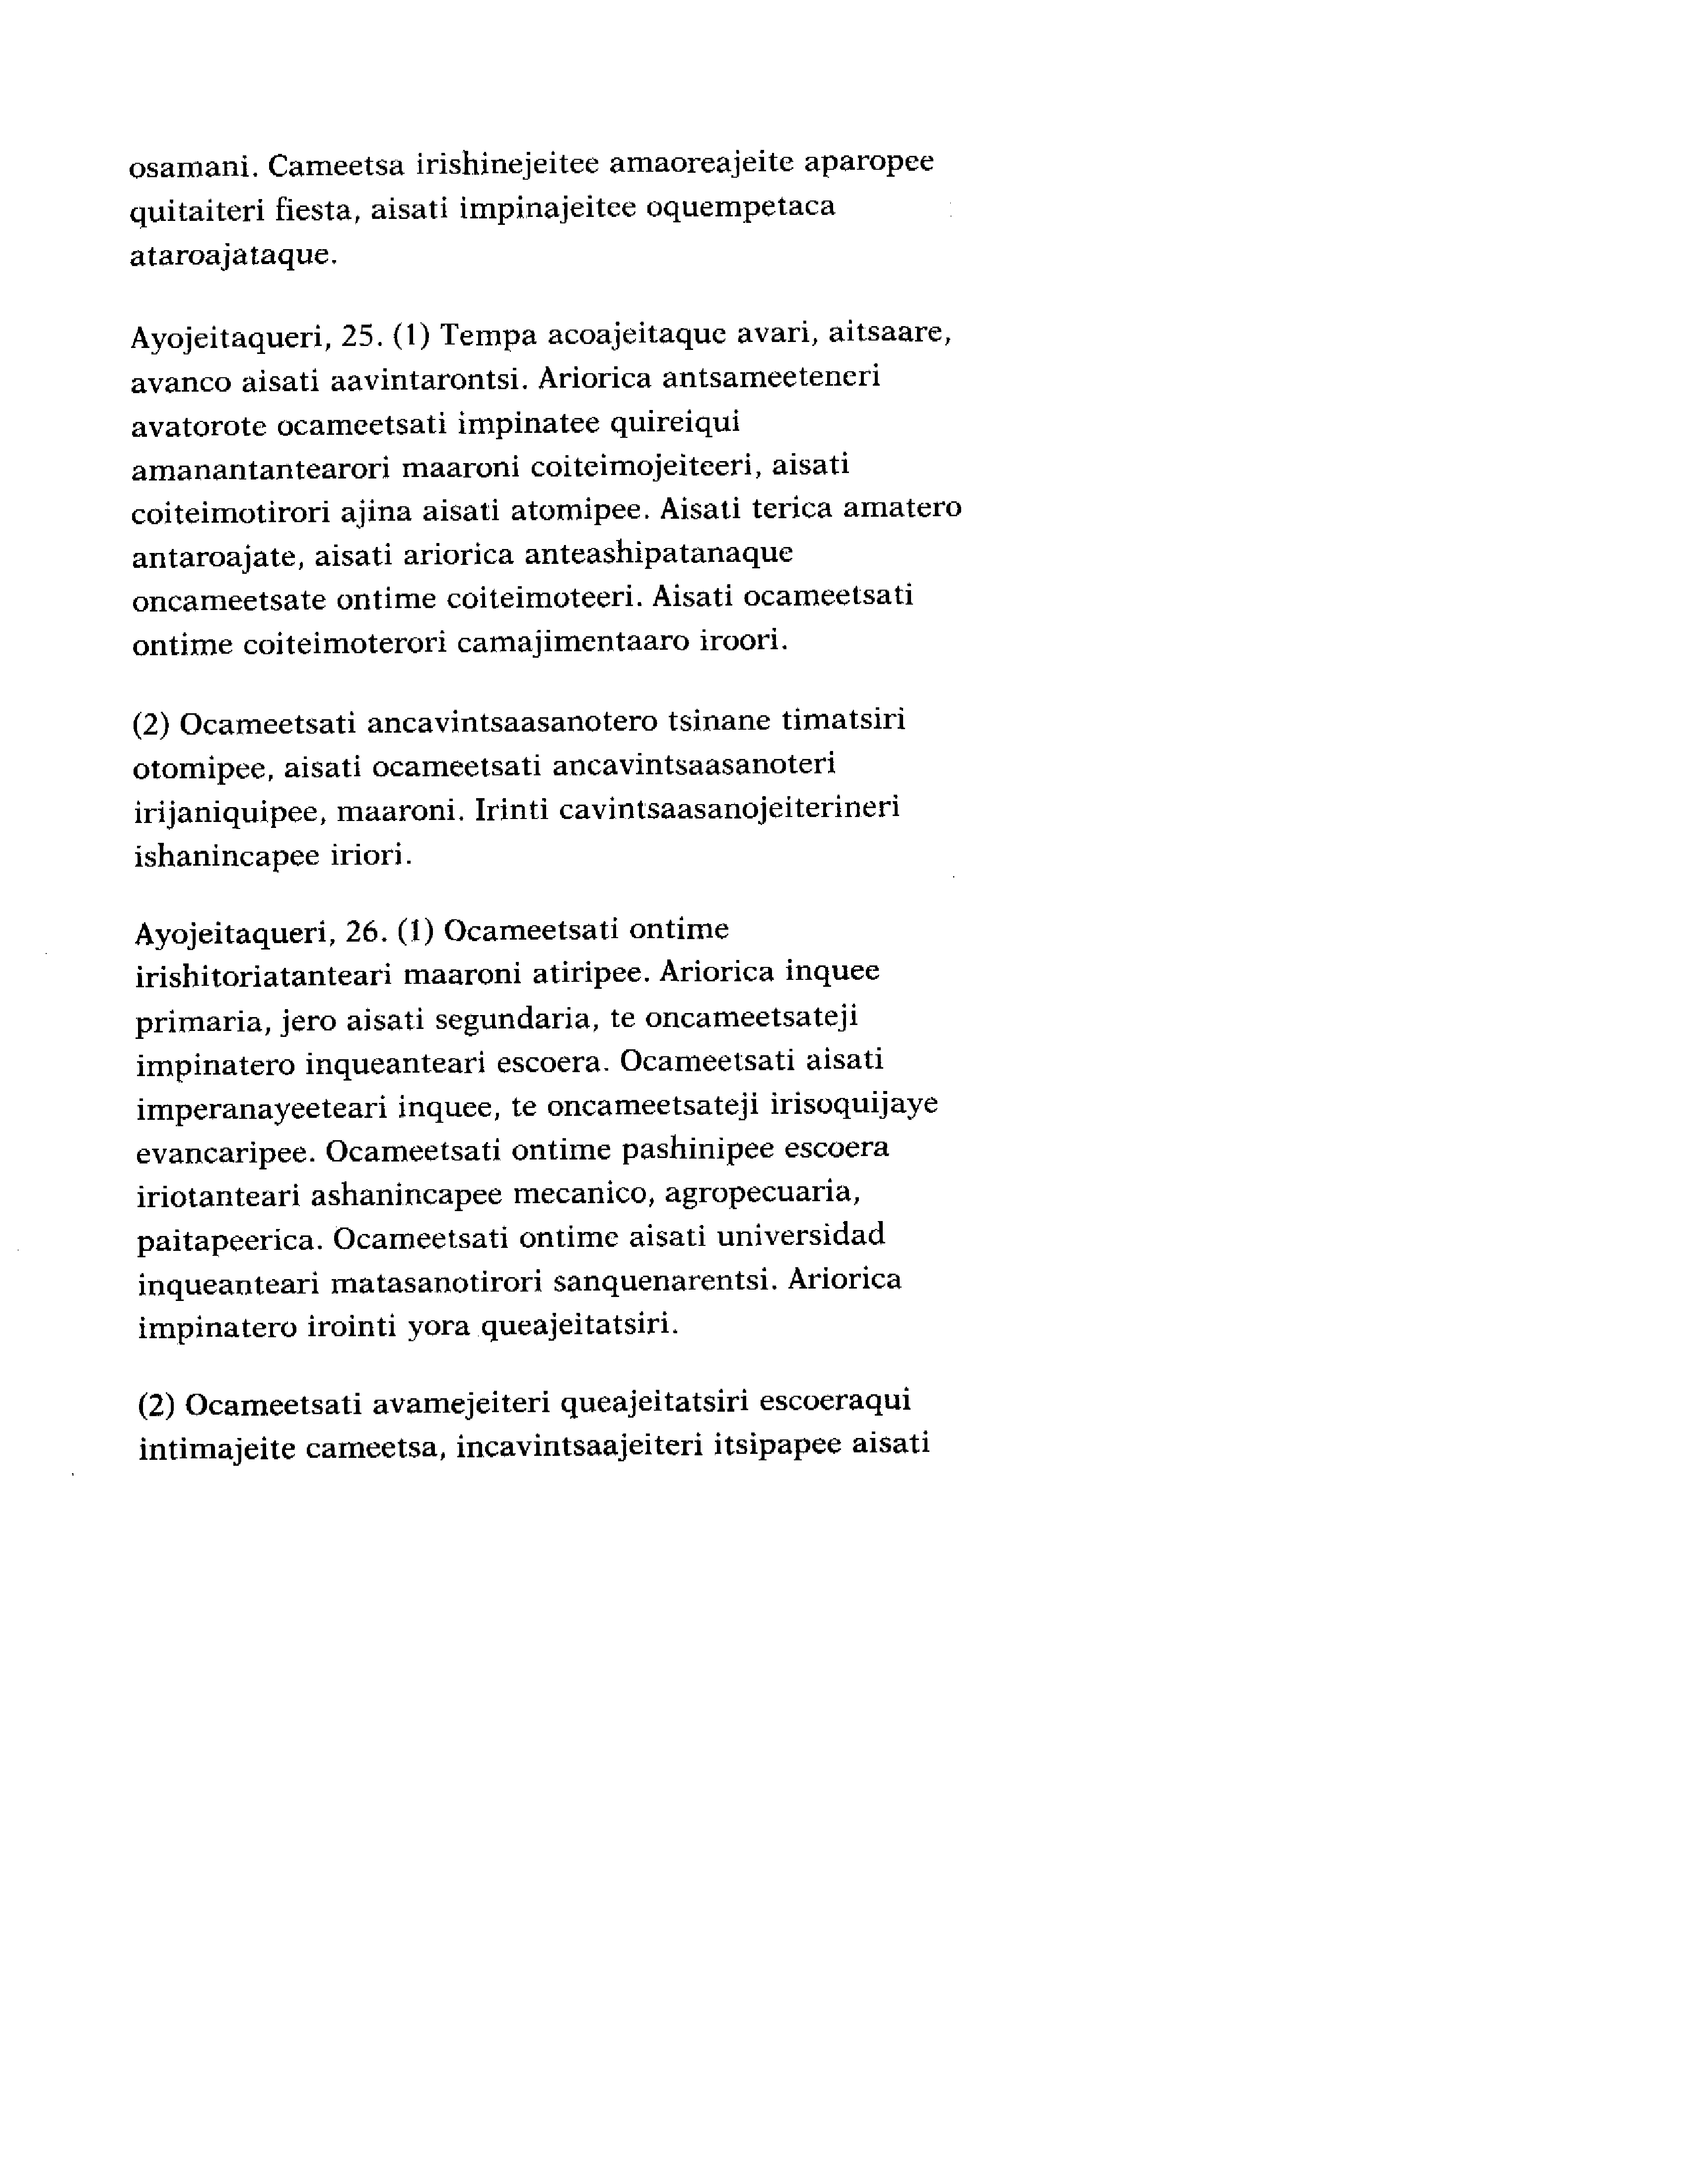 osamani. Cameetsa irishinejeitee amaoreajeite aparopee
quitaiteri fiesta, aisati impinajeitee oquempetaca
ataroajataque.
Ayojeitaqueri, 25. (1) Tempa acoajeitaque avari, aitsaare,
avanco aisati aavintarontsi. Ariorica antsameeteneri
avatorote ocameetsati impinatee quireiqui
amanantantearori maaroni coiteimojeiteeri, aisati
coiteimotirori ajina aisati atomipee. Aisati terica amatero
antaroajate, aisati ariorica anteashipatanaque
oncameetsate ontime coiteimoteeri. Aisati ocameetsati
ontime coiteimoterori camajimentaaro iroori.
(2) Ocameetsati ancavintsaasanotero tsinane timatsiri
otomipee, aisati ocameetsati ancavintsaasanoteri
irijaniquipee, maaroni. Irinti cavintsaasanojeiterineri
ishanincapee iriori.
Ayojeitaqueri, 26. (1) Ocameetsati ontime
irishitoriatanteari maaroni atiripee. Ariorica inquee
primaria, jero aisati segundaria, te oncameetsateji
impinatero inqueanteari escoera. Ocameetsati aisati
imperanayeeteari inquee, te oncameetsateji irisoquijaye
evancaripee. Ocameetsati ontime pashinipee escoera
iriotanteari ashanincapee mecanico, agropecuaria,
paitapeerica. Ocameetsati ontime aisati universidad
inqueanteari matasanotirori sanquenarentsi. Ariorica
impinatero irointi yora queajeitatsiri.
(2) Ocameetsati avamejeiteri queajeitatsiri escoeraqui
intimajeite cameetsa, incavintsaajeiteri itsipapee aisati